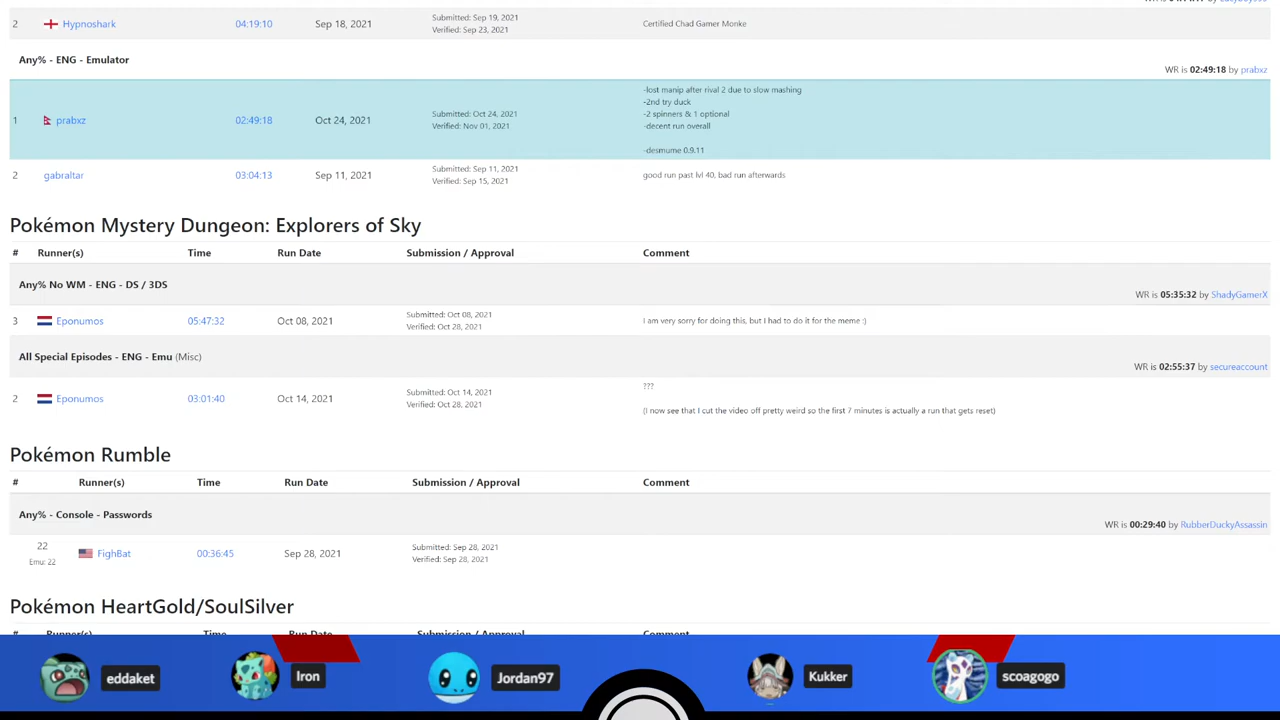 2 Hypnoshark 04:19:10 Sep 18, 2021 Submitted: Sep 19, 2021 Certified Chad Gamer Monke
Verified: Sep 23, 2021
Any% - ENG - Emulator
WR is 02:49:18 by prabxz
-lost manip after rival 2 due to slow mashing
-2nd try duck
1 prabxz 02:49:18 Oct 24, 2021 Submitted: Oct 24, 2021 -2 spinners & 1 optional
Verified: Nov 01, 2021 -decent run overall
-desmume 0.9.11
2 gabraltar 03:04:13 Sep 11, 2021 Submitted: Sep 11, 2021 good run past lvl 40, bad run afterwards
Verified: Sep 15, 2021
Pokémon Mystery Dungeon: Explorers of Sky
# Runner(s) Time Run Date Submission / Approval Comment
Any% No WM - ENG - DS / 3DS
WR is 05:35:32 by ShadyGamerX
3 Eponumos 05:47:32 Oct 08, 2021 Submitted: Oct 08, 2021 I am very sorry for doing this, but I had to do it for the meme :)
Verified: Oct 28, 2021
All Special Episodes - ENG - Emu (Misc)
WR is 02:55:37 by secureaccount
???
2 Eponumos 03:01:40 Oct 14, 2021 Submitted: Oct 14, 2021
Verified: Oct 28, 2021
(I now see that I cut the video off pretty weird so the first 7 minutes is actually a run that gets reset)
Pokémon Rumble
# Runner(s) Time Run Date Submission / Approval Comment
Any% - Console - Passwords
WR is 00:29:40 by RubberDuckyAssassin
22 FighBat 00:36:45 Sep 28, 2021 Submitted: Sep 28, 2021
Emu: 22 Verified: Sep 28, 2021
Pokémon HeartGold/SoulSilver
# Runner(s) Time Run Date Submission / Approval Comment
eddaket Iron Jordan97 Kukker scoagogo